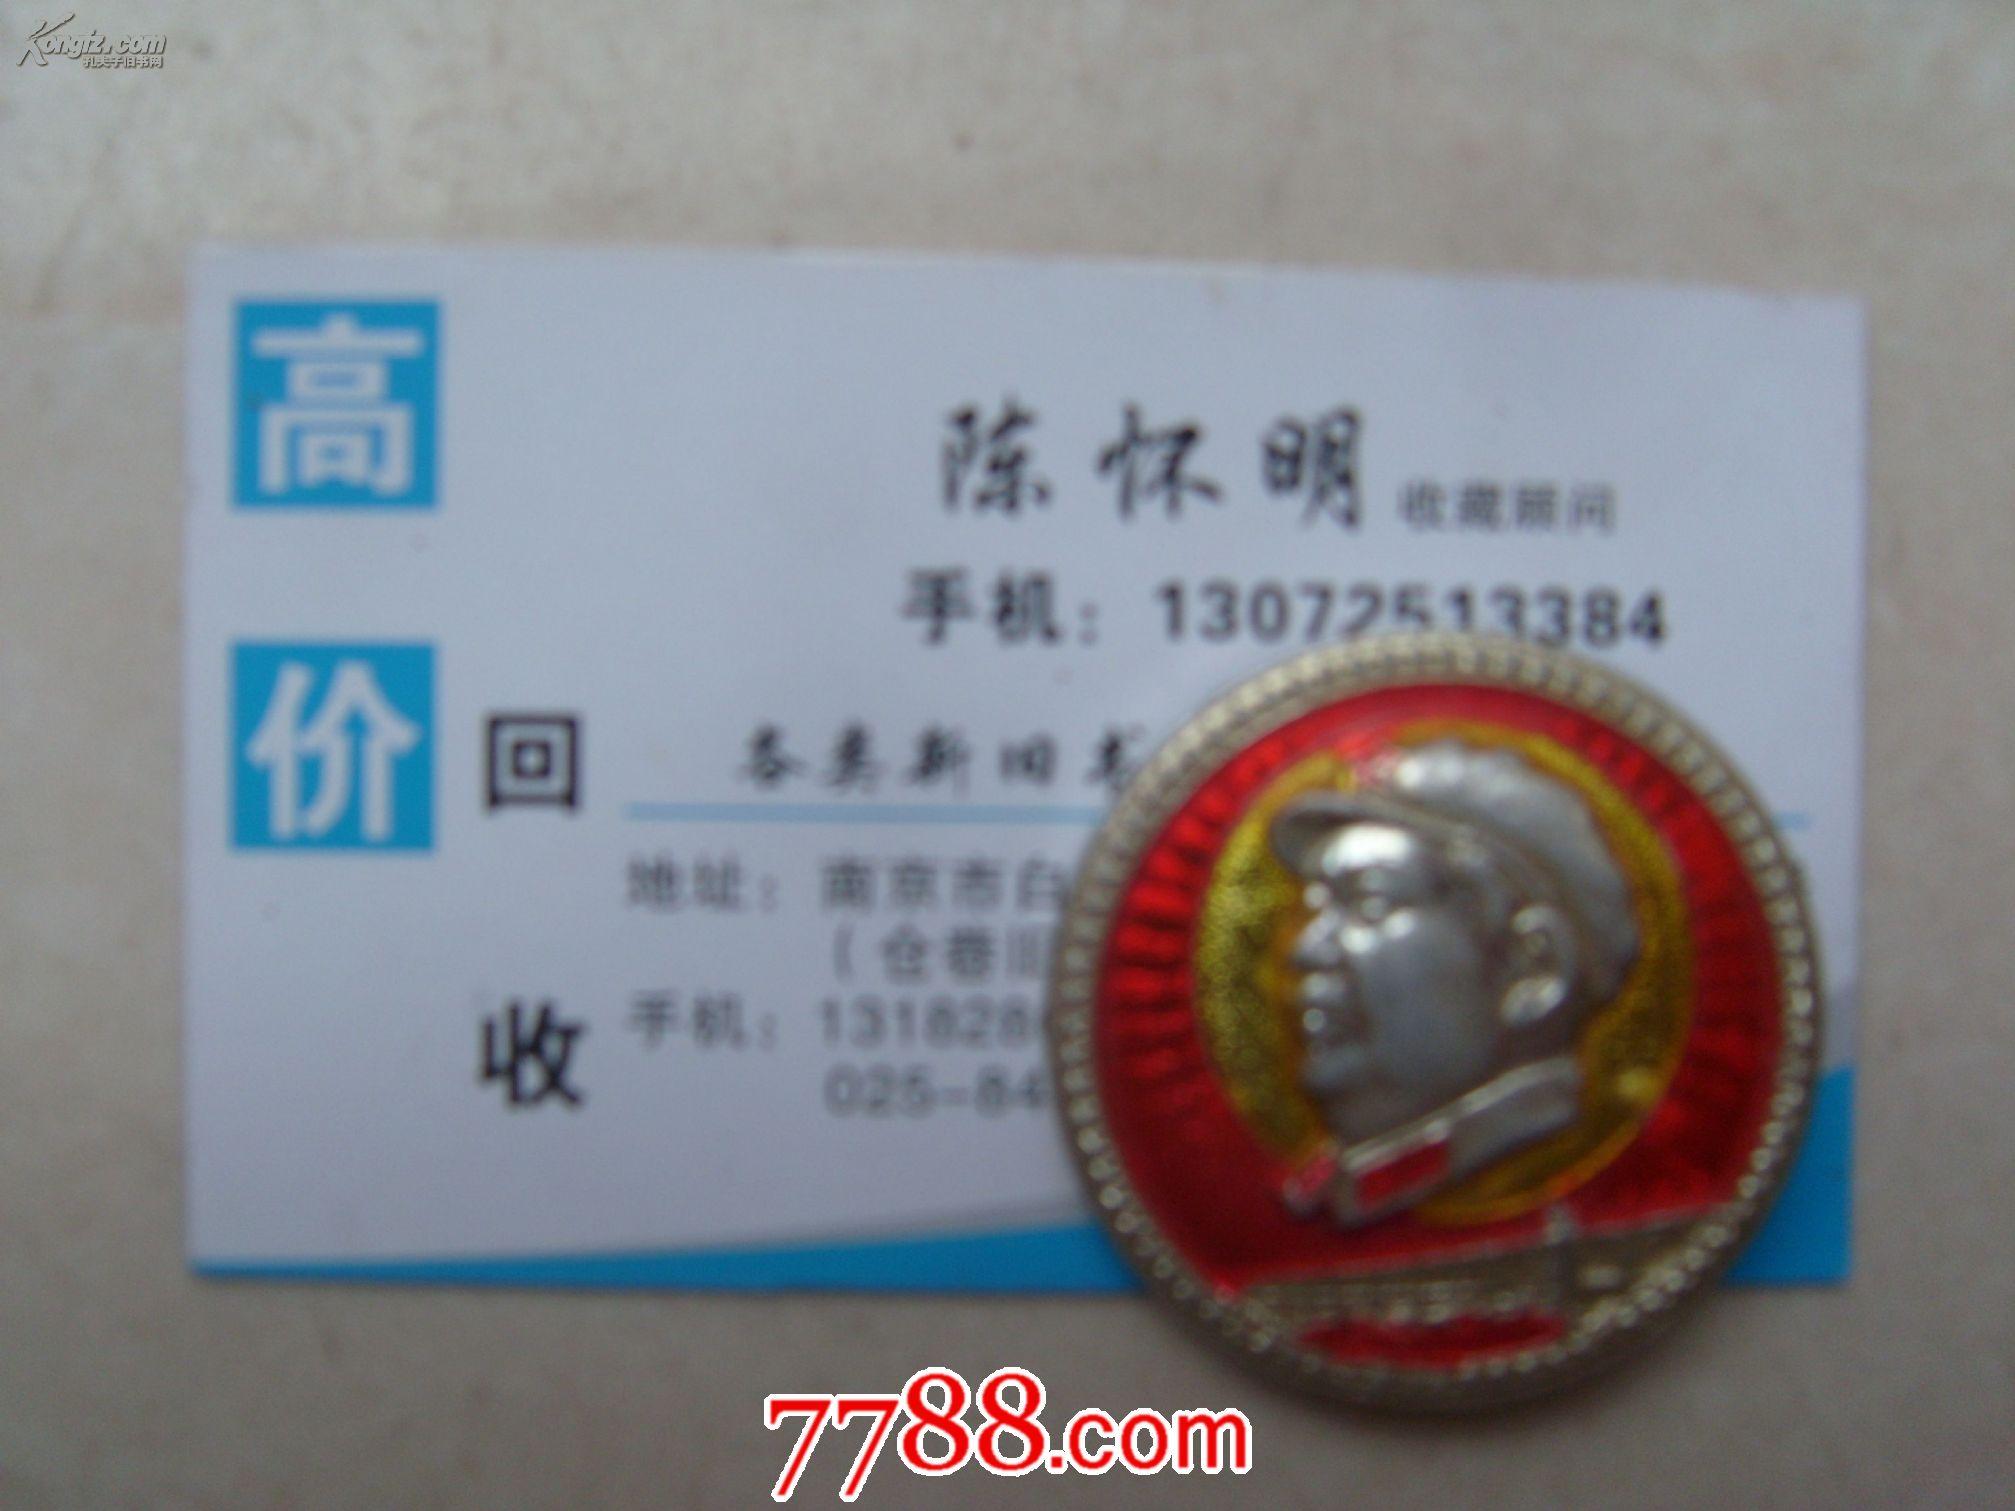 Kongfz.com
孔夫子旧书网
高
价
回
收
陈怀明 收藏顾问
手机：13072513384
各类新旧书
地址：南京市白
（仓巷
手机：131828
025-84
7788.com